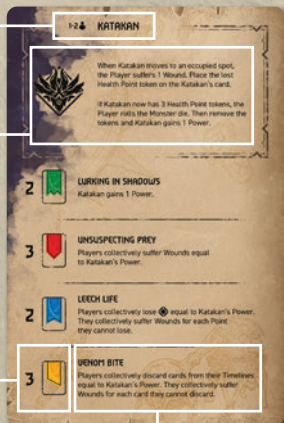 1-2 KATAKAN
When Katakan moves to an occupied spot,
the Player suffers 1 Wound. Place the lost
Health Point token on the Katakan's card.
If Katakan now has 3 Health Point tokens, the
Player rolls the Monster die. Then remove the
tokens and Katakan gains 1 Power.
2 LURKING IN SHADOWS
Katakan gains 1 Power.
3 UNSUSPECTING PREY
Players collectively suffer Wounds equal
to Katakan's Power.
2 LEECH LIFE
Players collectively lose equal to Katakan's Power.
They collectively suffer Wounds for each Point
they cannot lose.
3 VENOM BITE
Players collectively discard cards from their Timelines
equal to Katakan's Power. They collectively suffer
Wounds for each card they cannot discard.